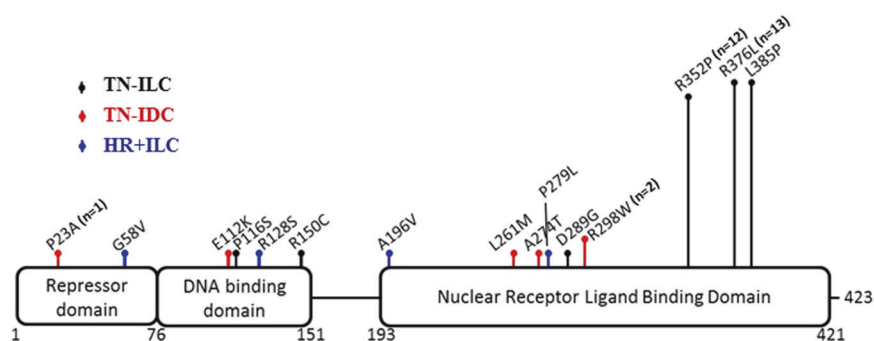 TN-ILC
TN-IDC
HR+ILC
P23A (n=1)
G58V
E112K
P116S
R128S
R150C
A196V
L261M
A274T
P279L
D289G
R298W (n=2)
R352P (n=12)
R376L (n=13)
L385P
Repressor
domain
DNA binding
domain
Nuclear Receptor Ligand Binding Domain
423
1
76
151
193
421